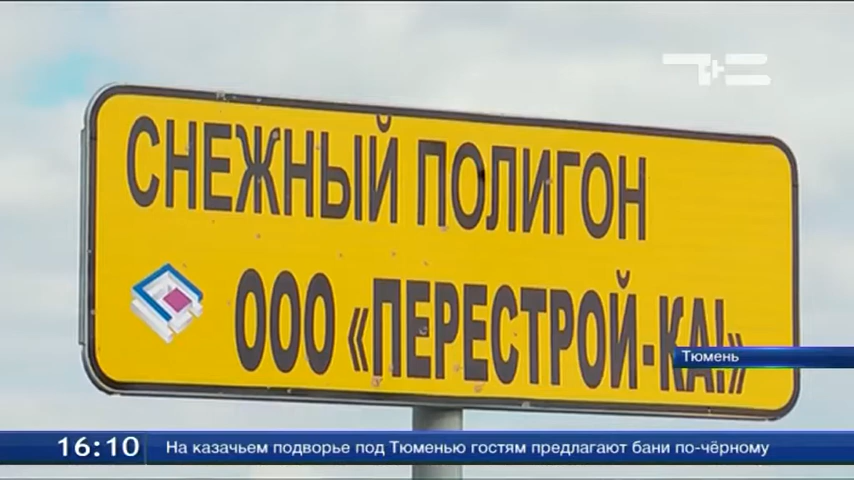 СНЕЖНЫЙ ПОЛИГОН
ООО «ПЕРЕСТРОЙ-КА!»
Тюмень
16:10 На казачьем подворье под Тюменью гостям предлагают бани по-чёрному